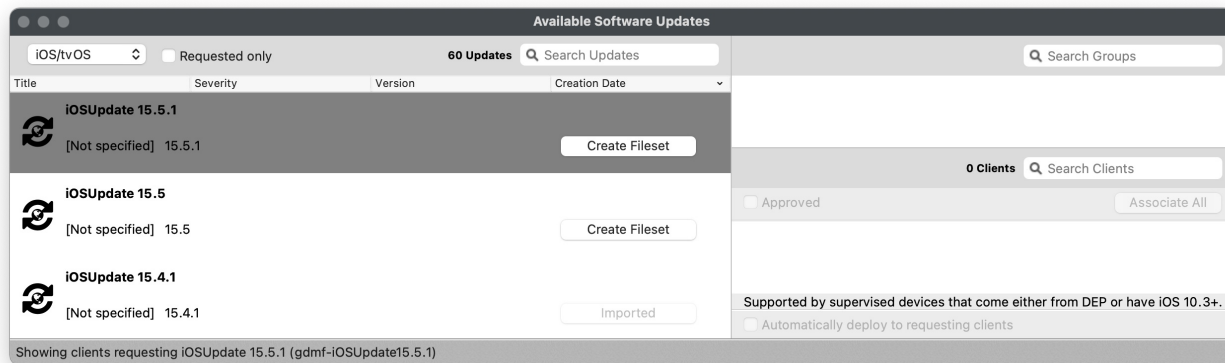 Available Software Updates
iOS/tvOS
Requested only
60 Updates
Search Updates
Title Severity Version Creation Date
iOSUpdate 15.5.1
[Not specified] 15.5.1
Create Fileset
iOSUpdate 15.5
[Not specified] 15.5
Create Fileset
iOSUpdate 15.4.1
[Not specified] 15.4.1
Imported
Search Groups
0 Clients
Search Clients
Approved
Associate All
Supported by supervised devices that come either from DEP or have iOS 10.3+.
Automatically deploy to requesting clients
Showing clients requesting iOSUpdate 15.5.1 (gdmf-iOSUpdate15.5.1)